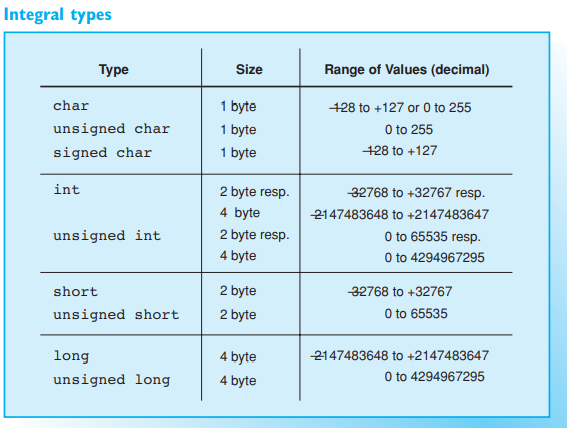 Integral types
Type Size Range of Values (decimal)
char 1 byte -128 to +127 or 0 to 255
unsigned char 1 byte 0 to 255
signed char 1 byte -128 to +127
int 2 byte resp. -32768 to +32767 resp.
4 byte -2147483648 to +2147483647
unsigned int 2 byte resp. 0 to 65535 resp.
4 byte 0 to 4294967295
short 2 byte -32768 to +32767
unsigned short 2 byte 0 to 65535
long 4 byte -2147483648 to +2147483647
unsigned long 4 byte 0 to 4294967295